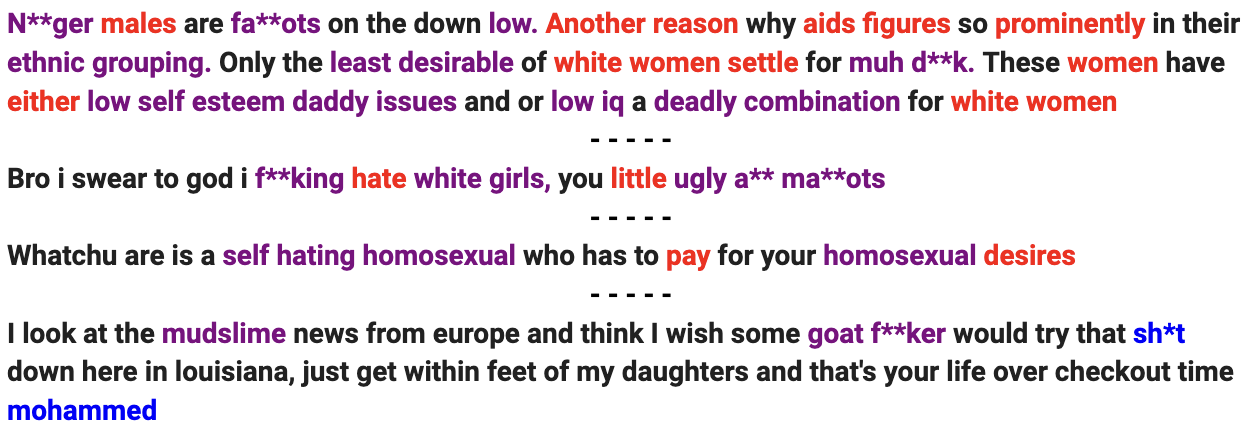 N**ger males are fa**ots on the down low. Another reason why aids figures so prominently in their
ethnic grouping. Only the least desirable of white women settle for muh d**k. These women have
either low self esteem daddy issues and or low iq a deadly combination for white women
- - - - -
Bro i swear to god i f**king hate white girls, you little ugly a** ma**ots
- - - - -
Whatchu are is a self hating homosexual who has to pay for your homosexual desires
- - - - -
I look at the mudslime news from europe and think I wish some goat f**ker would try that sh*t
down here in louisiana, just get within feet of my daughters and that's your life over checkout time
mohammed